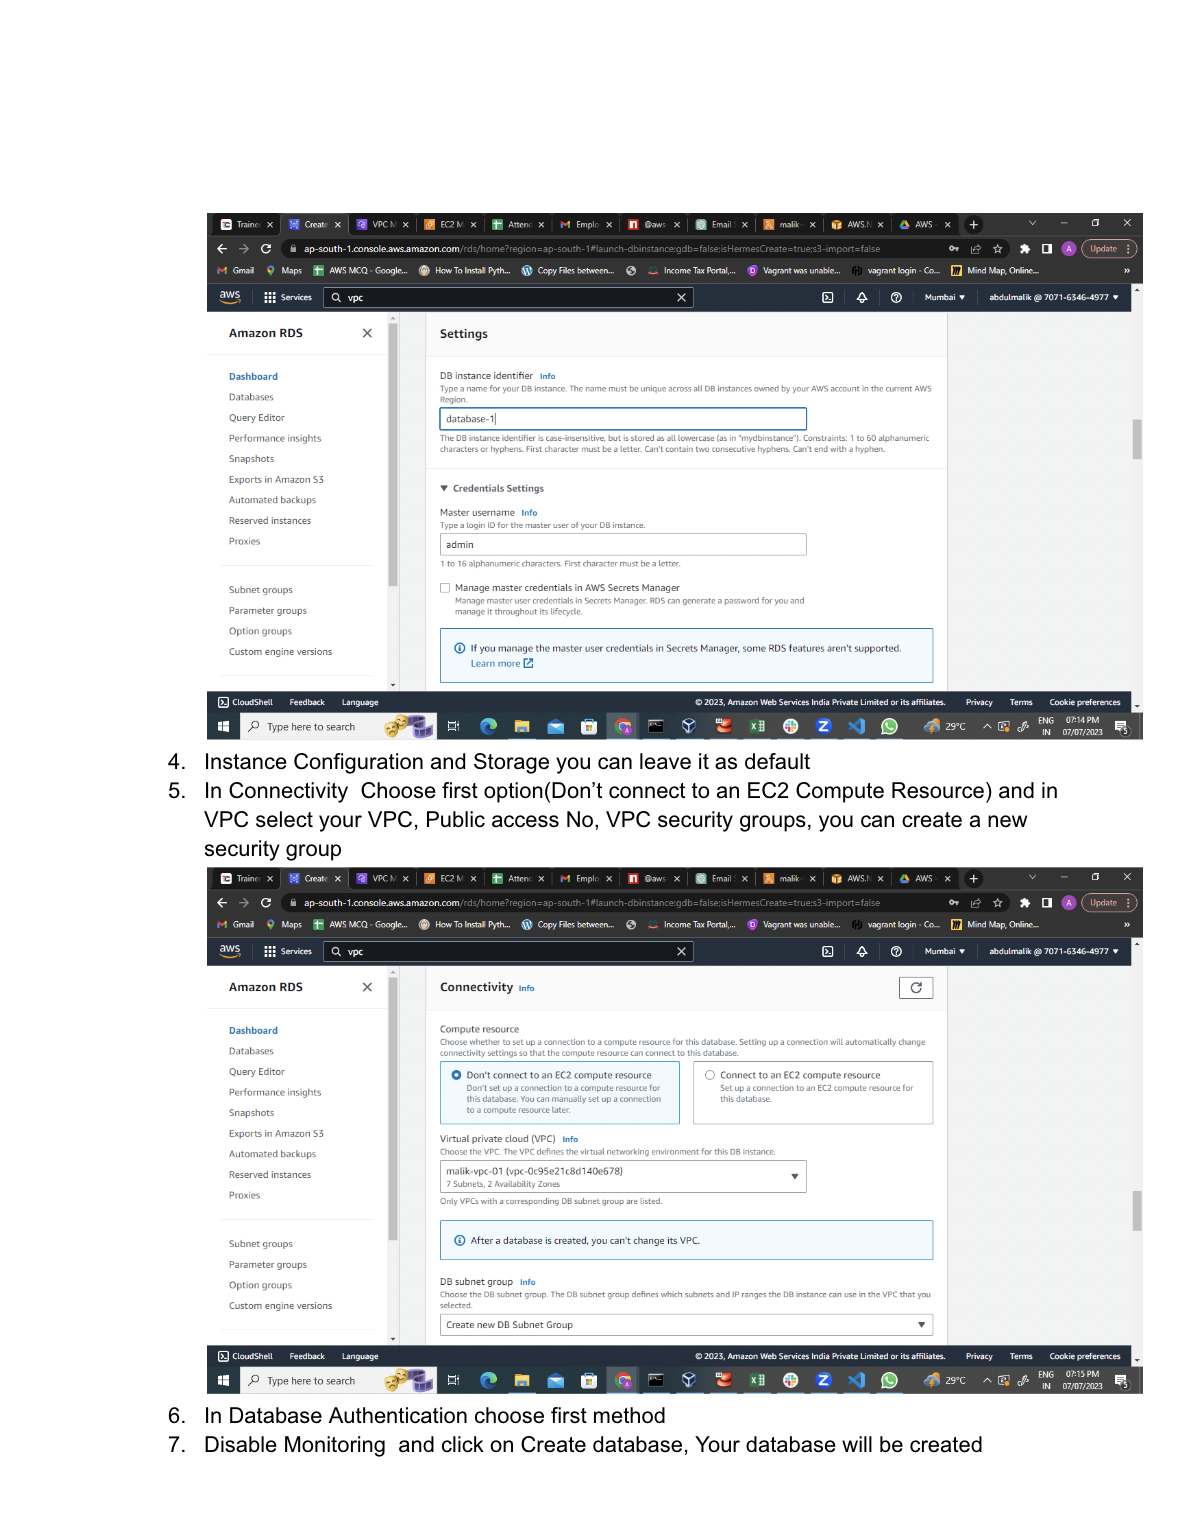 Trainee
Create
VPC M
EC2 M
Attend
Emplo
@aws-
Email
malik
AWS.N
AWS
ap-south-1.console.aws.amazon.com/rds/home?region=ap-south-1#launch-dbinstance:gdb=false;isHermesCreate=true;s3-import=false
Update
Gmail Maps AWS MCQ - Google... How To Install Pyth... Copy Files between... Income Tax Portal,... Vagrant was unable... vagrant login - Co... Mind Map, Online... »
aws Services vpc Mumbai ▼ abdulmalik @ 7071-6346-4977 ▼
Amazon RDS
Dashboard
Databases
Query Editor
Performance insights
Snapshots
Exports in Amazon S3
Automated backups
Reserved instances
Proxies
Subnet groups
Parameter groups
Option groups
Custom engine versions
Settings
DB instance identifier Info
Type a name for your DB instance. The name must be unique across all DB instances owned by your AWS account in the current AWS
Region.
database-1
The DB instance identifier is case-insensitive, but is stored as all lowercase (as in "mydbinstance"). Constraints: 1 to 60 alphanumeric
characters or hyphens. First character must be a letter. Can't contain two consecutive hyphens. Can't end with a hyphen.
▼ Credentials Settings
Master username Info
Type a login ID for the master user of your DB instance.
admin
1 to 16 alphanumeric characters. First character must be a letter.
Manage master credentials in AWS Secrets Manager
Manage master user credentials in Secrets Manager. RDS can generate a password for you and
manage it throughout its lifecycle.
If you manage the master user credentials in Secrets Manager, some RDS features aren't supported.
Learn more
CloudShell Feedback Language © 2023, Amazon Web Services India Private Limited or its affiliates. Privacy Terms Cookie preferences
Type here to search 29°C ENG IN 07:14 PM 07/07/2023 5
4. Instance Configuration and Storage you can leave it as default
5. In Connectivity Choose first option(Don't connect to an EC2 Compute Resource) and in
VPC select your VPC, Public access No, VPC security groups, you can create a new
security group
Trainee
Create
VPC M
EC2 M
Attend
Emplo
@aws-
Email
malik
AWS.N
AWS
ap-south-1.console.aws.amazon.com/rds/home?region=ap-south-1#launch-dbinstance:gdb=false;isHermesCreate=true;s3-import=false
Update
Gmail Maps AWS MCQ - Google... How To Install Pyth... Copy Files between... Income Tax Portal,... Vagrant was unable... vagrant login - Co... Mind Map, Online... »
aws Services vpc Mumbai ▼ abdulmalik @ 7071-6346-4977 ▼
Amazon RDS
Dashboard
Databases
Query Editor
Performance insights
Snapshots
Exports in Amazon S3
Automated backups
Reserved instances
Proxies
Subnet groups
Parameter groups
Option groups
Custom engine versions
Connectivity Info
Compute resource
Choose whether to set up a connection to a compute resource for this database. Setting up a connection will automatically change
connectivity settings so that the compute resource can connect to this database.
Don't connect to an EC2 compute resource
Don't set up a connection to a compute resource for
this database. You can manually set up a connection
to a compute resource later.
Connect to an EC2 compute resource
Set up a connection to an EC2 compute resource for
this database.
Virtual private cloud (VPC) Info
Choose the VPC. The VPC defines the virtual networking environment for this DB instance.
malik-vpc-01 (vpc-0c95e21c8d140e678)
7 Subnets, 2 Availability Zones
Only VPCs with a corresponding DB subnet group are listed.
After a database is created, you can't change its VPC.
DB subnet group Info
Choose the DB subnet group. The DB subnet group defines which subnets and IP ranges the DB instance can use in the VPC that you
selected.
Create new DB Subnet Group
CloudShell Feedback Language © 2023, Amazon Web Services India Private Limited or its affiliates. Privacy Terms Cookie preferences
Type here to search 29°C ENG IN 07:15 PM 07/07/2023 5
6. In Database Authentication choose first method
7. Disable Monitoring and click on Create database, Your database will be created